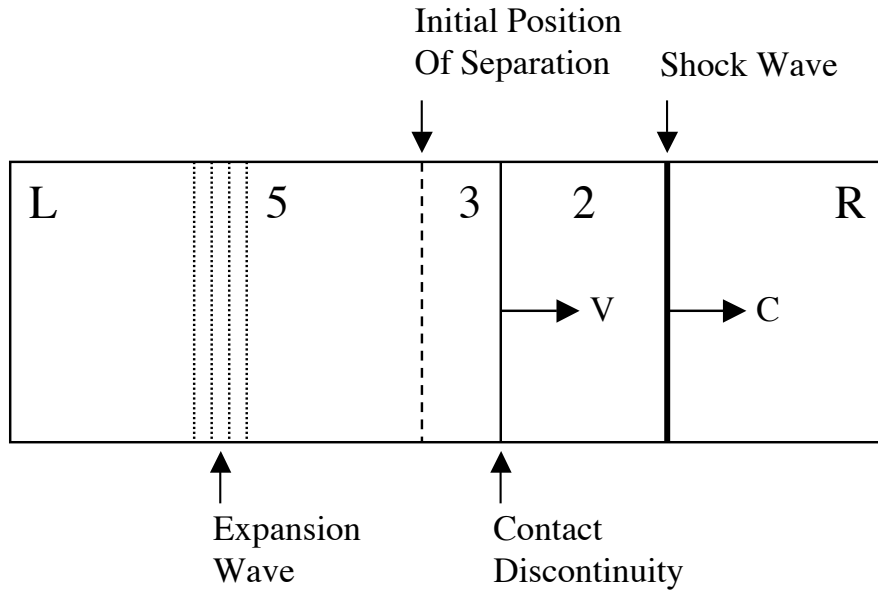 Initial Position
Of Separation
Shock Wave
L
5
3
2
R
V
C
Expansion
Wave
Contact
Discontinuity